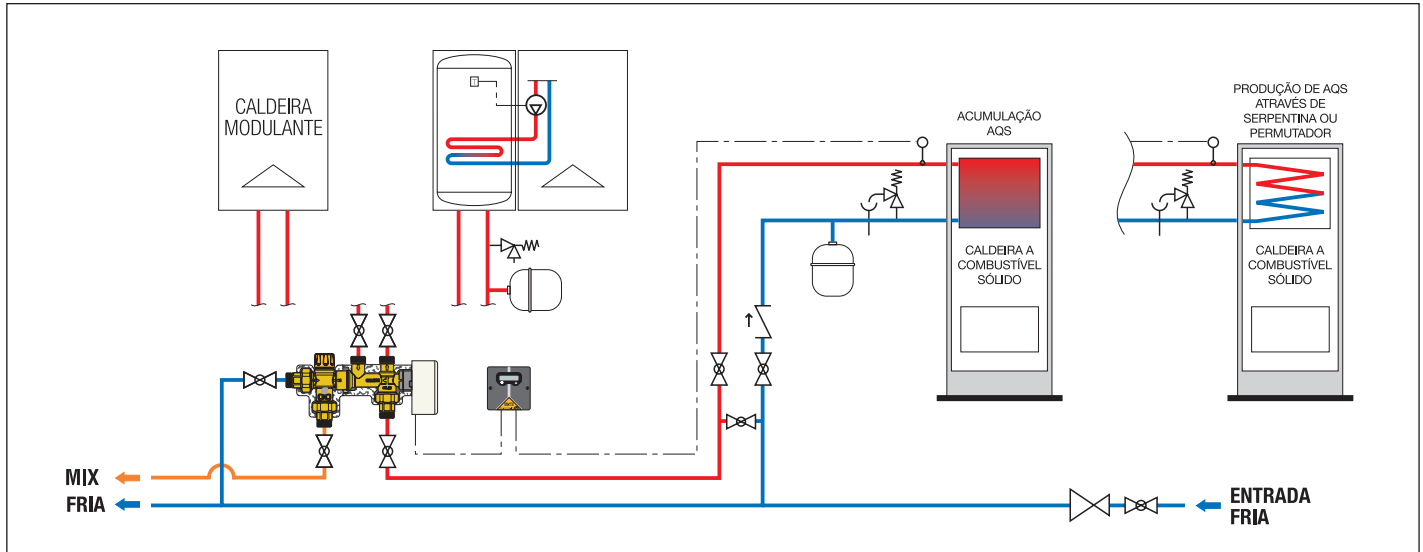 CALDEIRA
MODULANTE
T
ACUMULAÇÃO
AQS
CALDEIRA A
COMBUSTÍVEL
SÓLIDO
PRODUÇÃO DE AQS
ATRAVÉS DE
SERPENTINA OU
PERMUTADOR
CALDEIRA A
COMBUSTÍVEL
SÓLIDO
MIX
FRIA
ENTRADA
FRIA